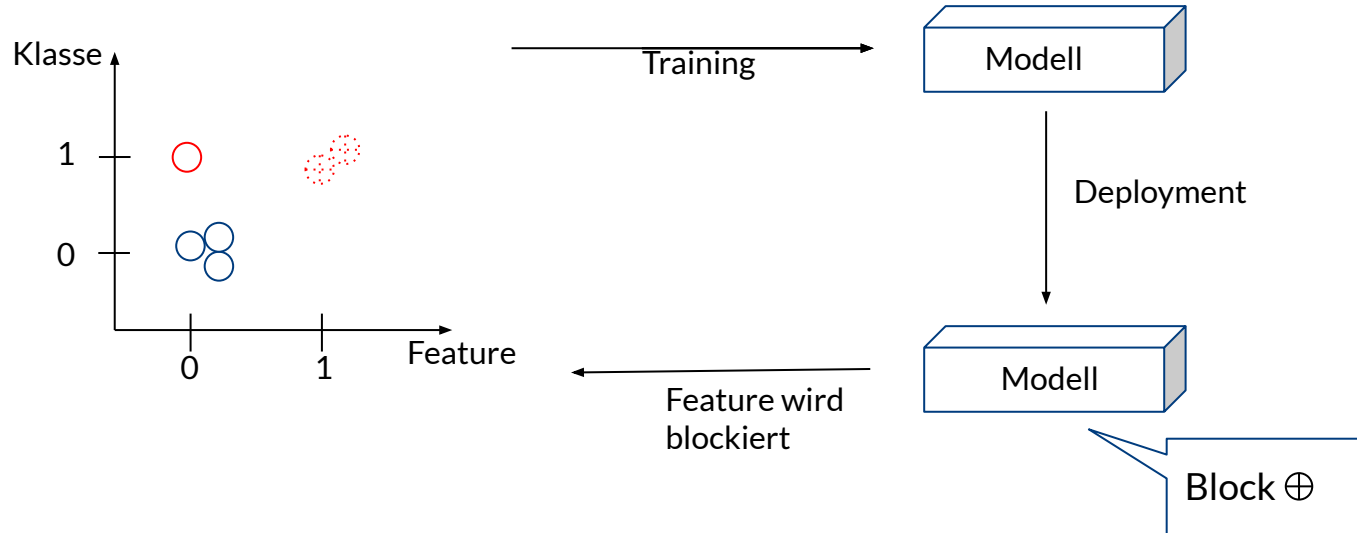 Klasse
Training
Modell
1
0
Deployment
0
1
Feature
Modell
Feature wird
blockiert
Block ⊕